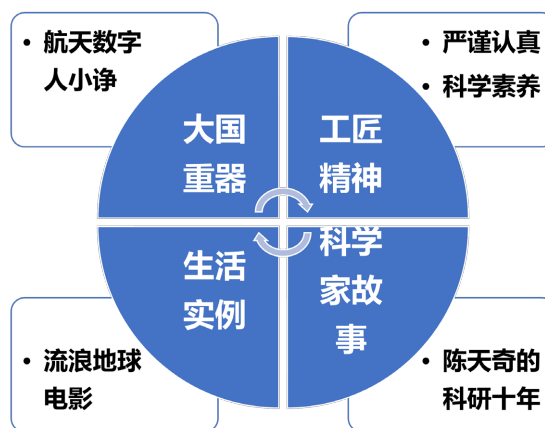 航天数字
人小诤
严谨认真
科学素养
大国
重器
工匠
精神
生活
实例
科学
家故
事
流浪地球
电影
陈天奇的
科研十年